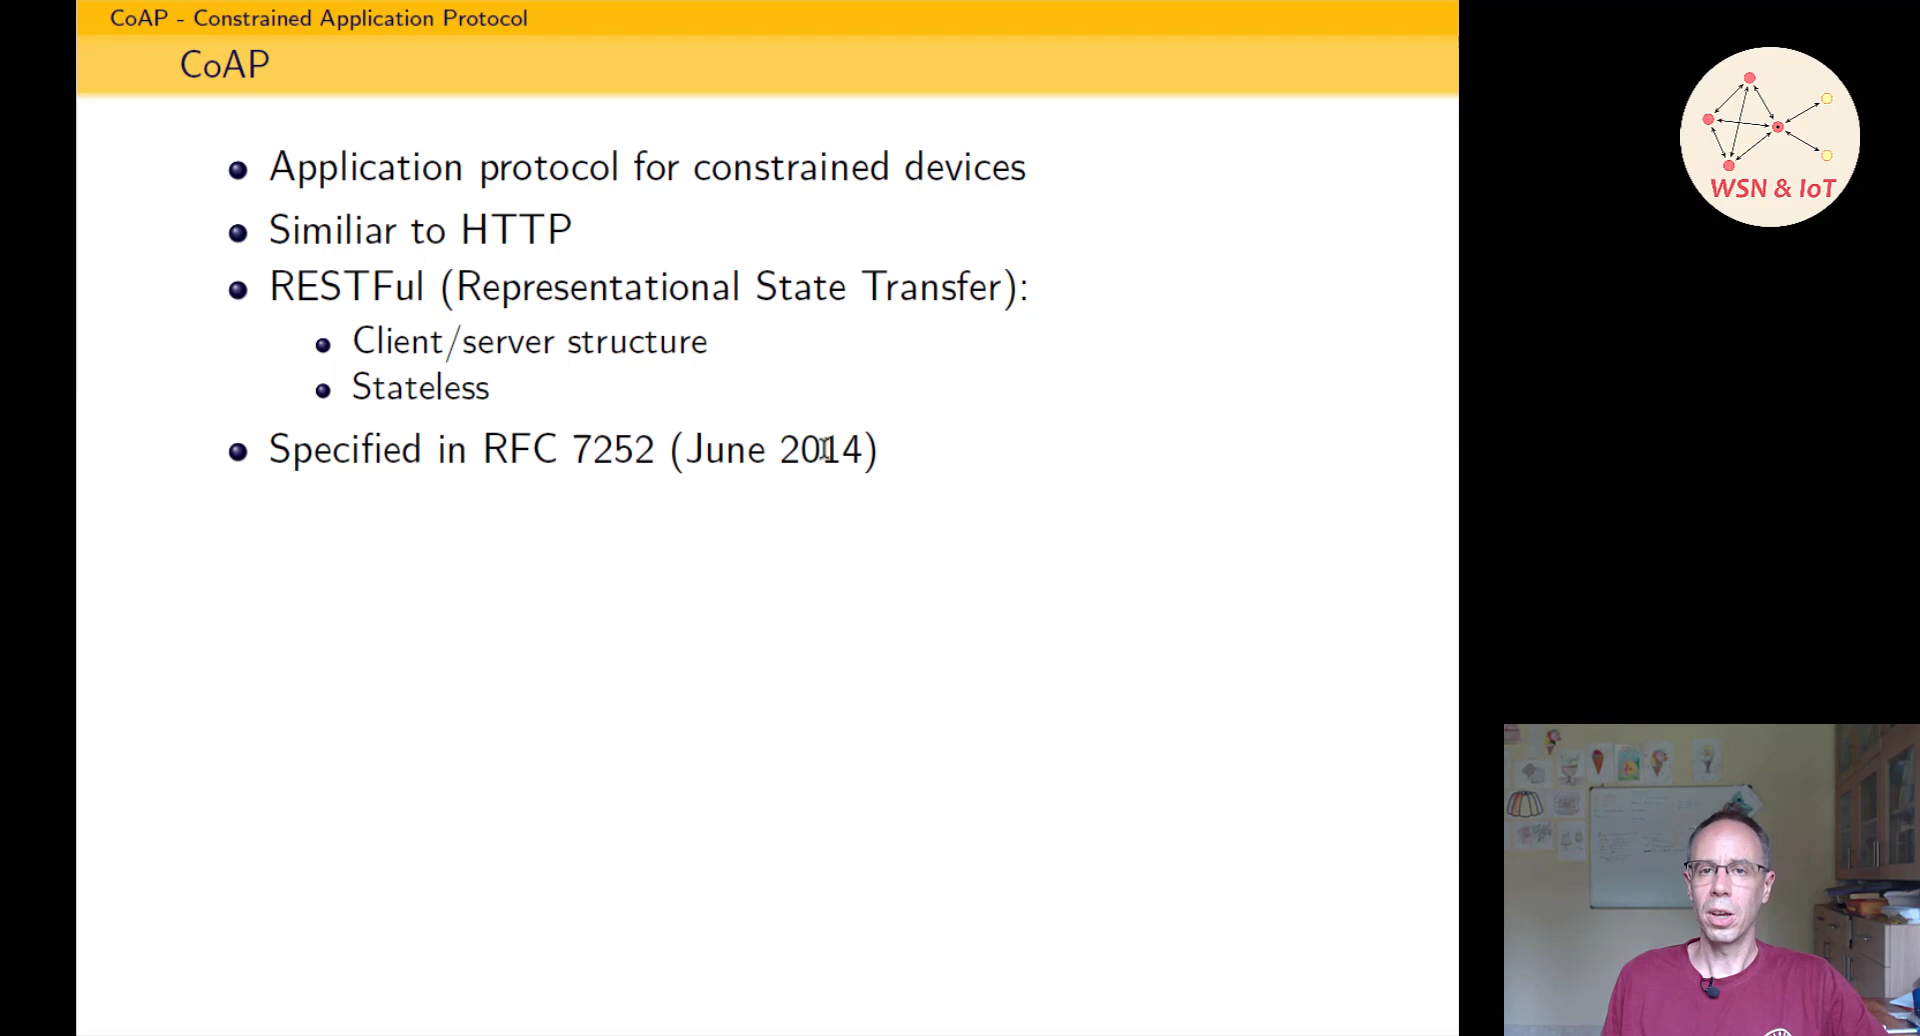 CoAP - Constrained Application Protocol
CoAP
Application protocol for constrained devices
Similiar to HTTP
RESTFul (Representational State Transfer):
Client/server structure
Stateless
Specified in RFC 7252 (June 2014)
WSN & IoT